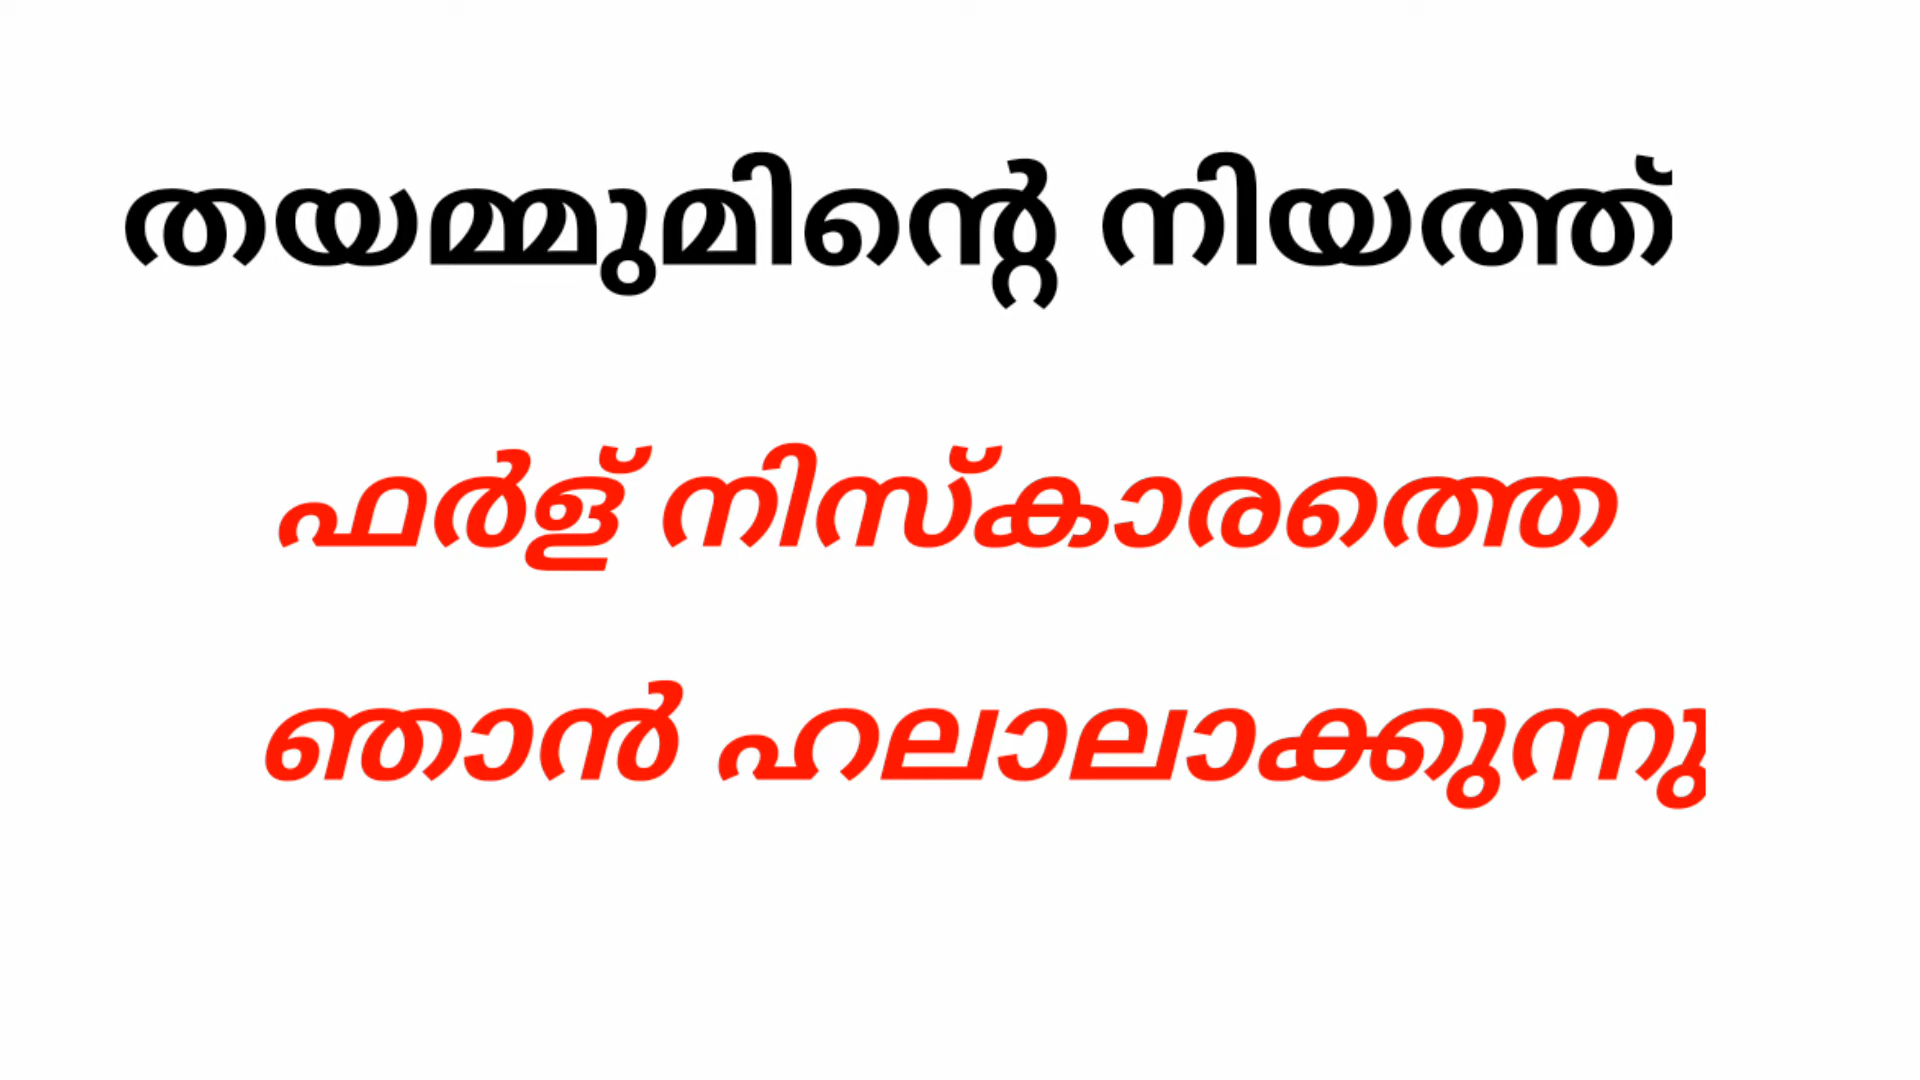 തയമ്മുമിന്റെ നിയത്ത്
ഫർള് നിസ്കാരത്തെ
ഞാൻ ഹലാലാക്കുന്നു